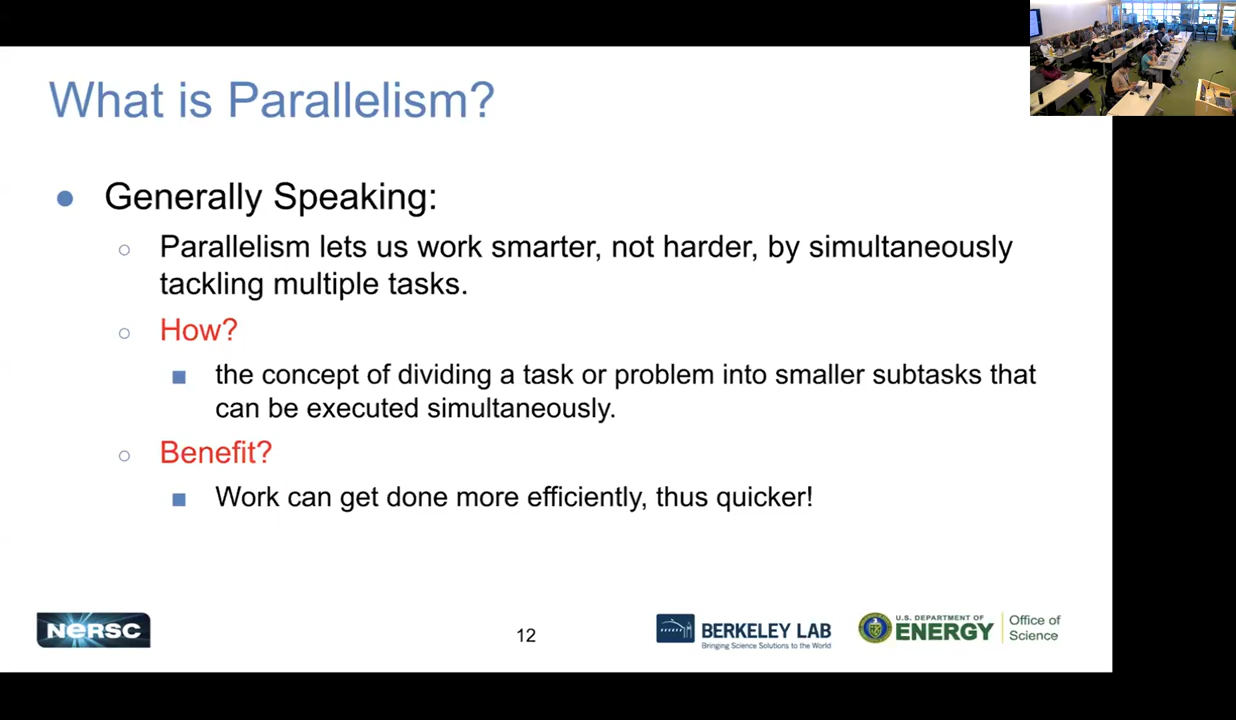 What is Parallelism?
● Generally Speaking:
○ Parallelism lets us work smarter, not harder, by simultaneously
tackling multiple tasks.
○ How?
■ the concept of dividing a task or problem into smaller subtasks that
can be executed simultaneously.
○ Benefit?
■ Work can get done more efficiently, thus quicker!
NERSC
12
BERKELEY LAB
Bringing Science Solutions to the World
U.S. DEPARTMENT OF
ENERGY
Office of
Science